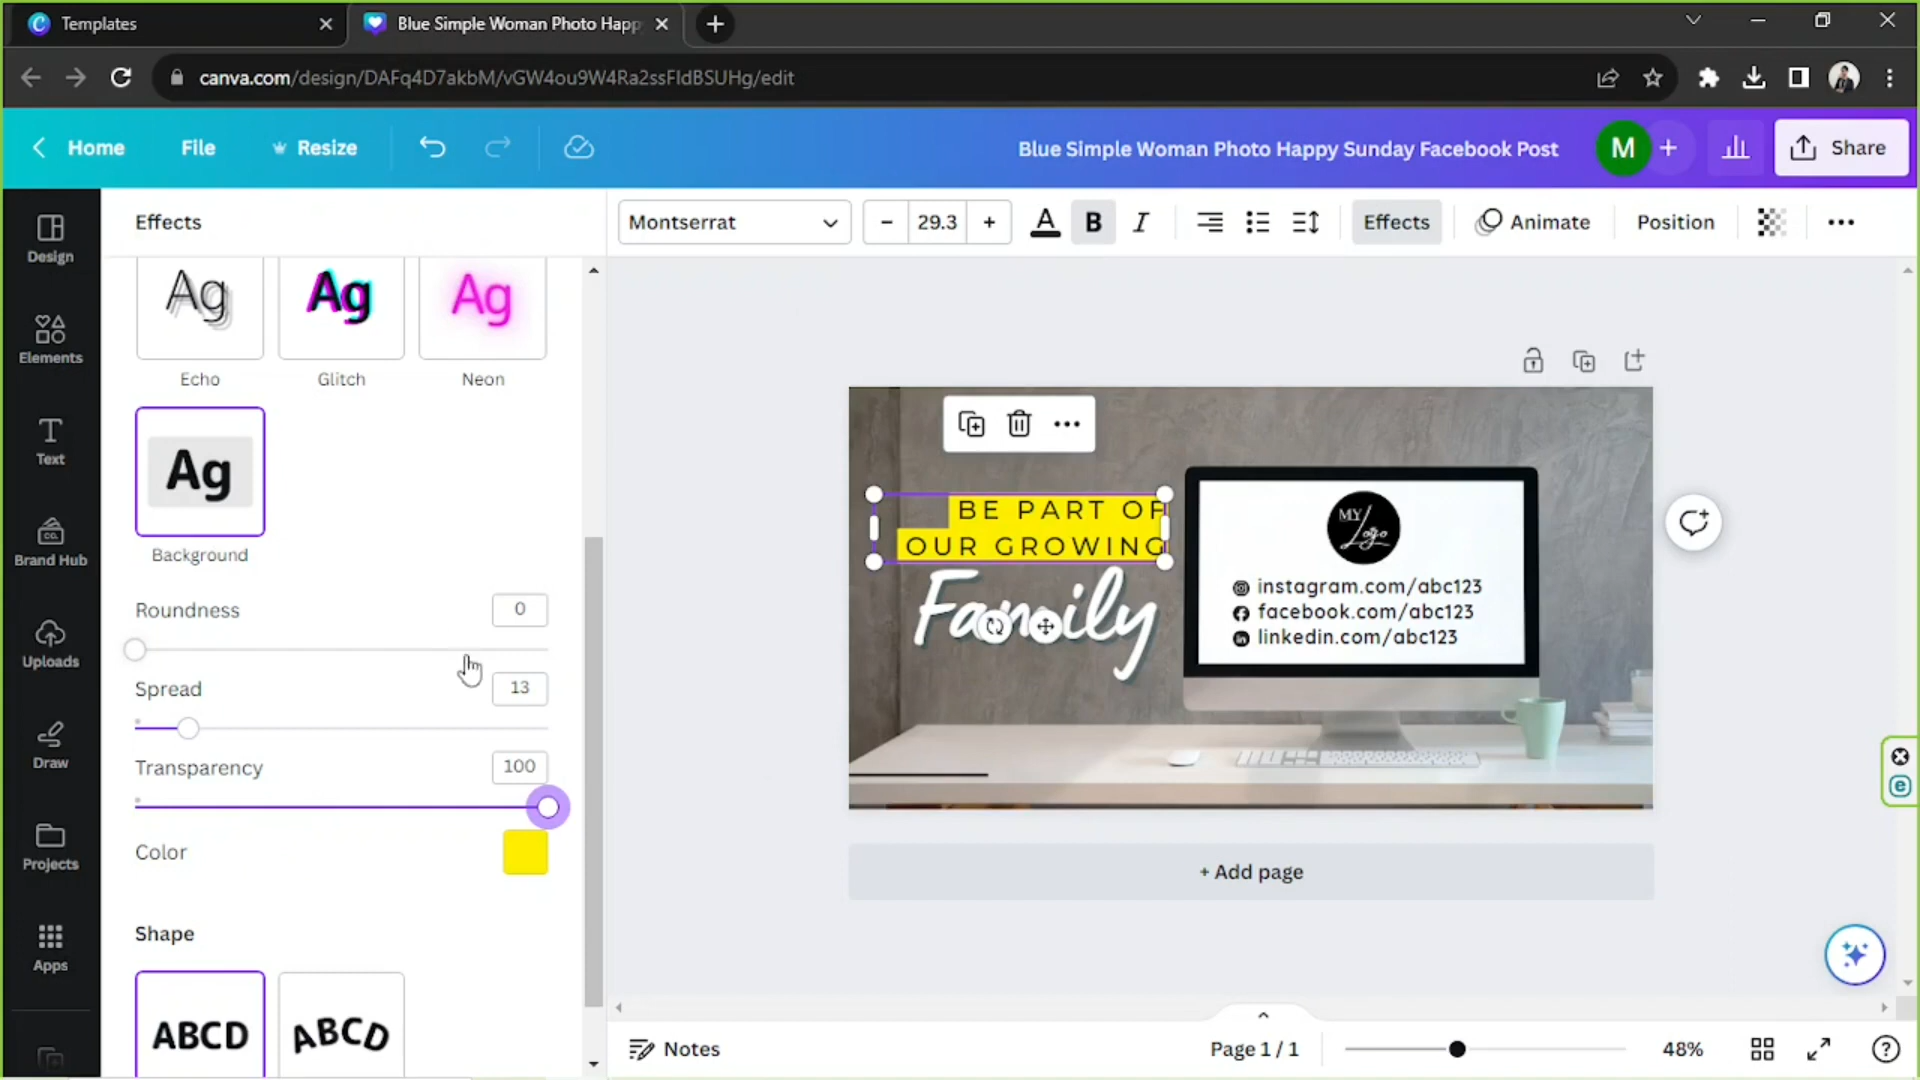 Templates
Blue Simple Woman Photo Happ
canva.com/design/DAFq4D7akbM/vGW4ou9W4Ra2ssFIdBSUHg/edit
Home
File
Resize
Blue Simple Woman Photo Happy Sunday Facebook Post
M
Share
Effects
Montserrat
29.3
A
B
I
Effects
Animate
Position
Design
Elements
Text
Brand Hub
Uploads
Draw
Projects
Apps
Ag
Ag
Ag
Echo
Glitch
Neon
Ag
Background
Roundness
0
Spread
13
Transparency
100
Color
Shape
ABCD
ABCD
BE PART OF
OUR GROWING
Family
MY
Logo
instagram.com/abc123
facebook.com/abc123
linkedin.com/abc123
+ Add page
Notes
Page 1 / 1
48%